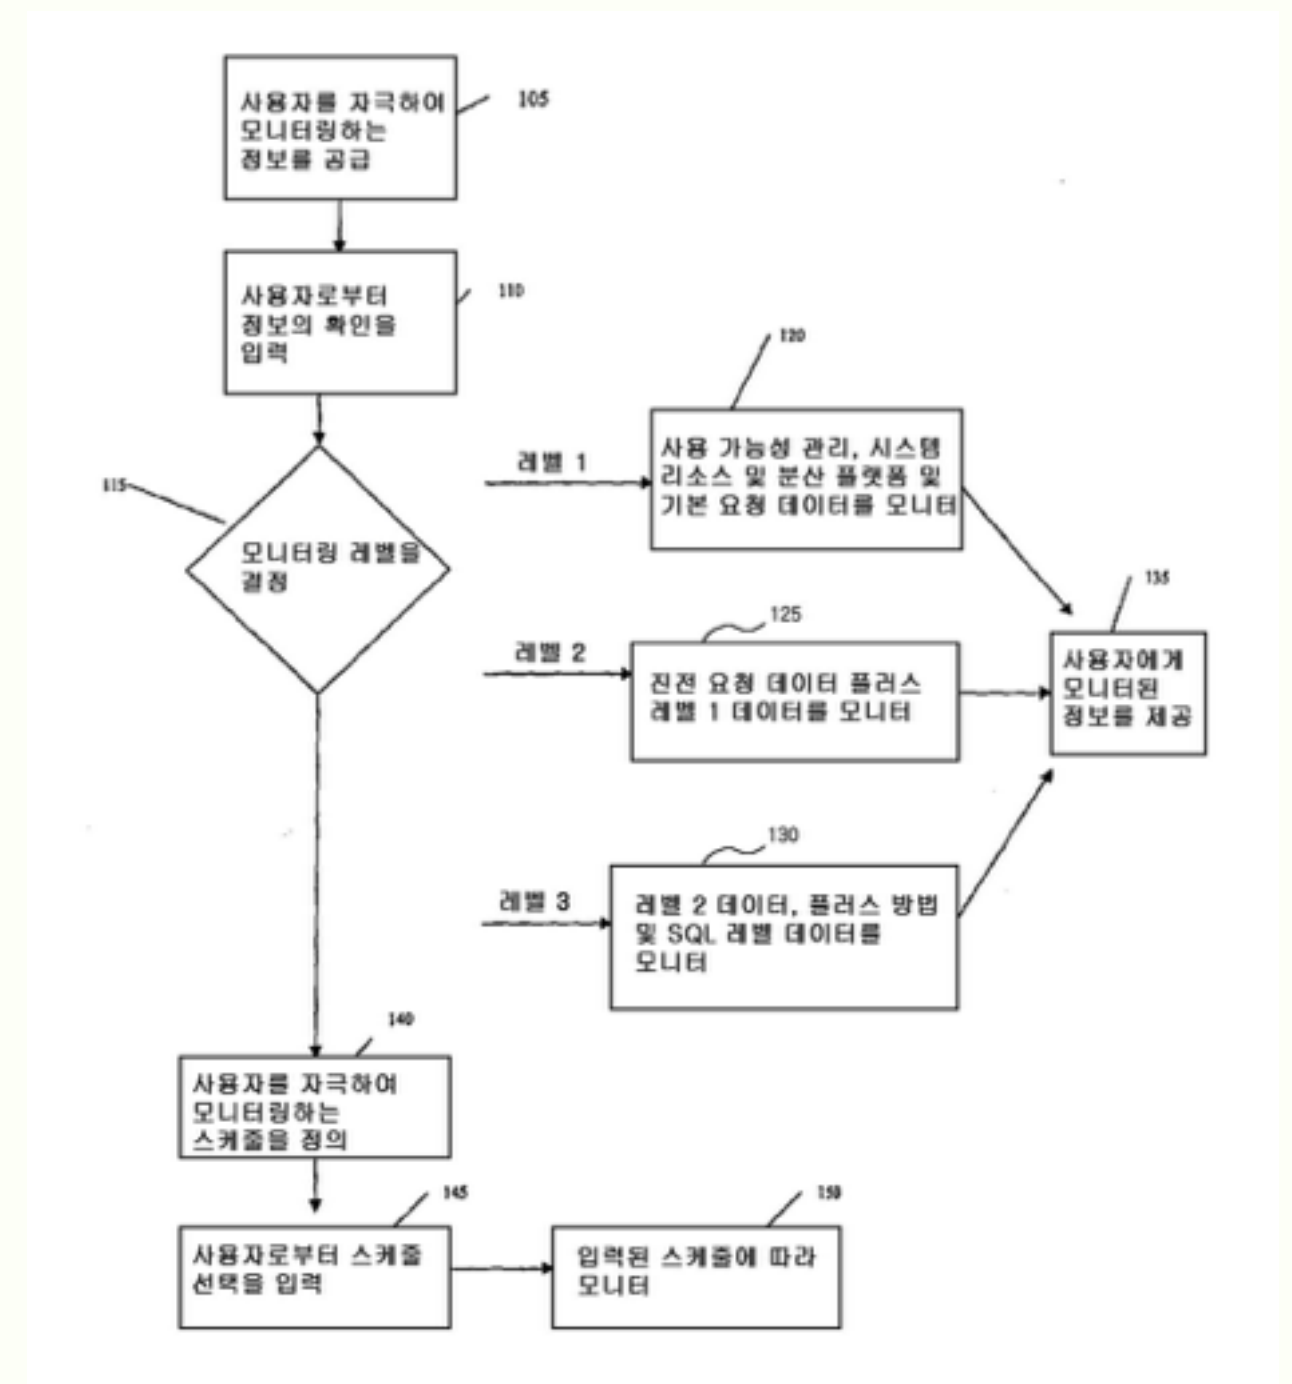 사용자를 자극하여
모니터링하는
정보를 공급
105
사용자로부터
정보의 확인을
입력
110
115
모니터링 레벨을
결정
레벨 1
120
사용 가능성 관리, 시스템
리소스 및 분산 플랫폼 및
기본 요청 데이터를 모니터
레벨 2
125
진전 요청 데이터 플러스
레벨 1 데이터를 모니터
135
사용자에게
모니터된
정보를 제공
레벨 3
130
레벨 2 데이터, 플러스 방법
및 SQL 레벨 데이터를
모니터
140
사용자를 자극하여
모니터링하는
스케줄을 정의
145
사용자로부터 스케줄
선택을 입력
150
입력된 스케줄에 따라
모니터